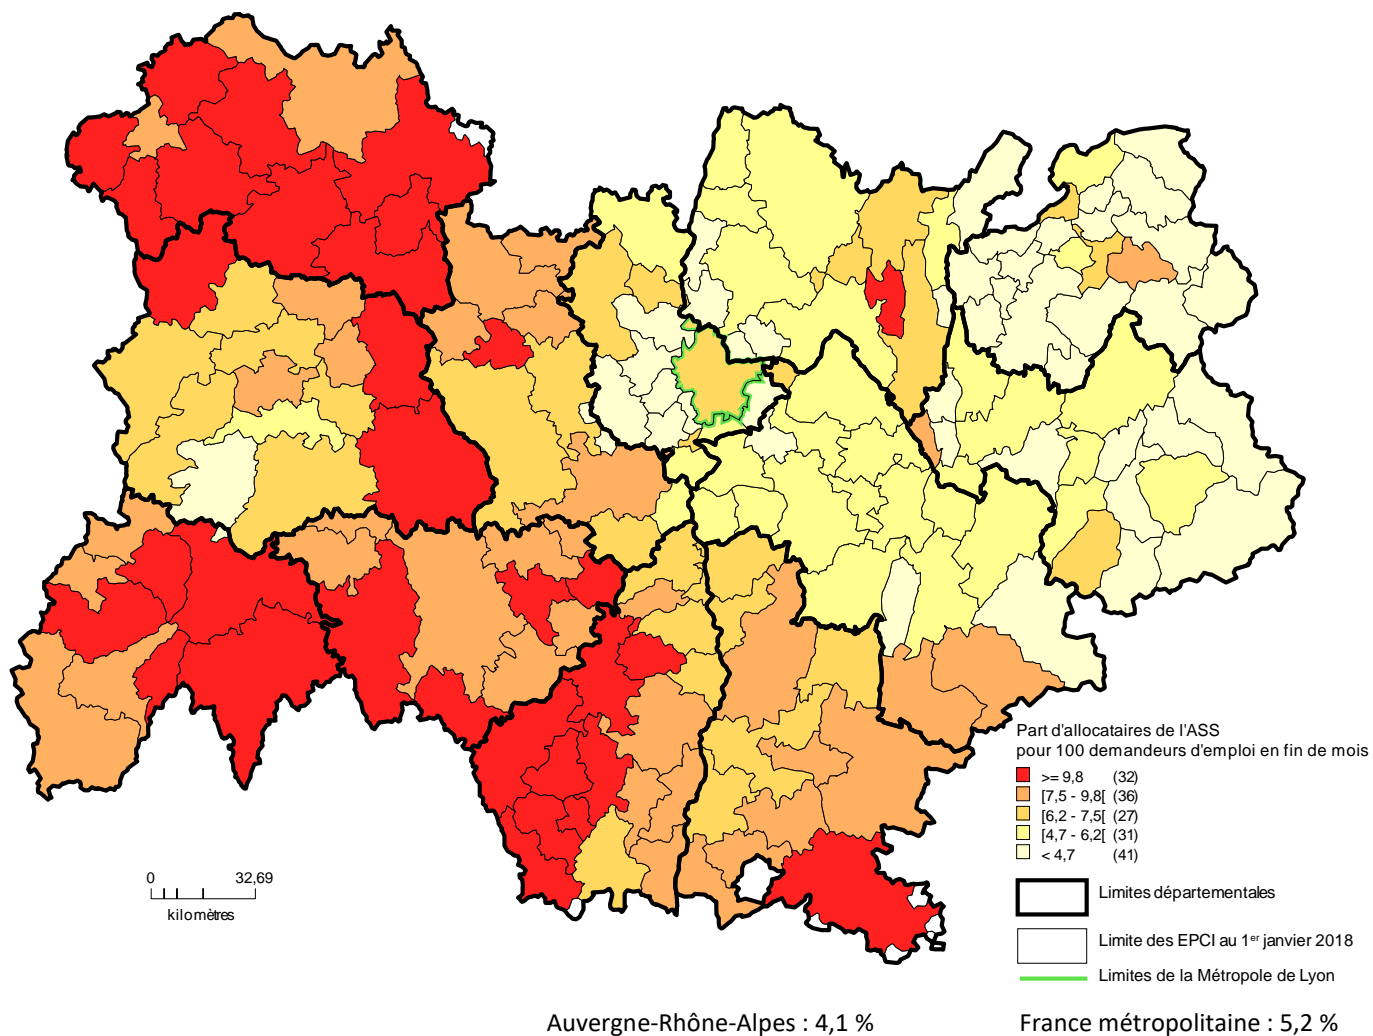 Part d'allocataires de l'ASS
pour 100 demandeurs d'emploi en fin de mois
>= 9,8 (32)
[7,5 - 9,8[ (36)
[6,2 - 7,5[ (27)
[4,7 - 6,2[ (31)
< 4,7 (41)
0 32,69
kilomètres
Limites départementales
Limite des EPCI au 1er janvier 2018
Limites de la Métropole de Lyon
Auvergne-Rhône-Alpes : 4,1 % France métropolitaine : 5,2 %